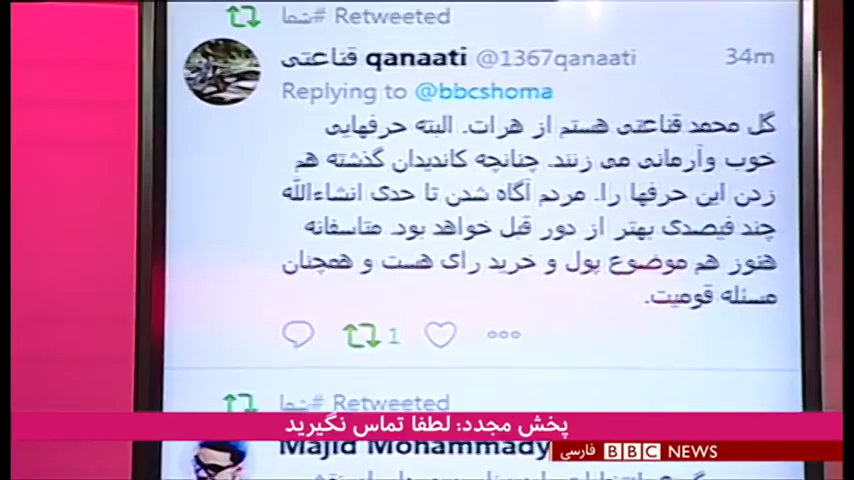 #شما Retweeted
قناعتی qanaati @1367qanaati 34m
Replying to @bbcshoma
گل محمد قناعتی هستم از هرات. البته حرفهایی
خوب وآرمانی می زنند. چنانچه کاندیدان گذشته هم
زدن این حرفها را. مردم آگاه شدن تا حدی انشاءالله
چند فیصدی بهتر از دور قبل خواهد بود. متاسفانه
هنوز هم موضوع پول و خرید رای هست و همچنان
مسئله قومیت.
1
#شما Retweeted
پخش مجدد: لطفا تماس نگیرید
Majid Mohammady
فارسی BBC NEWS